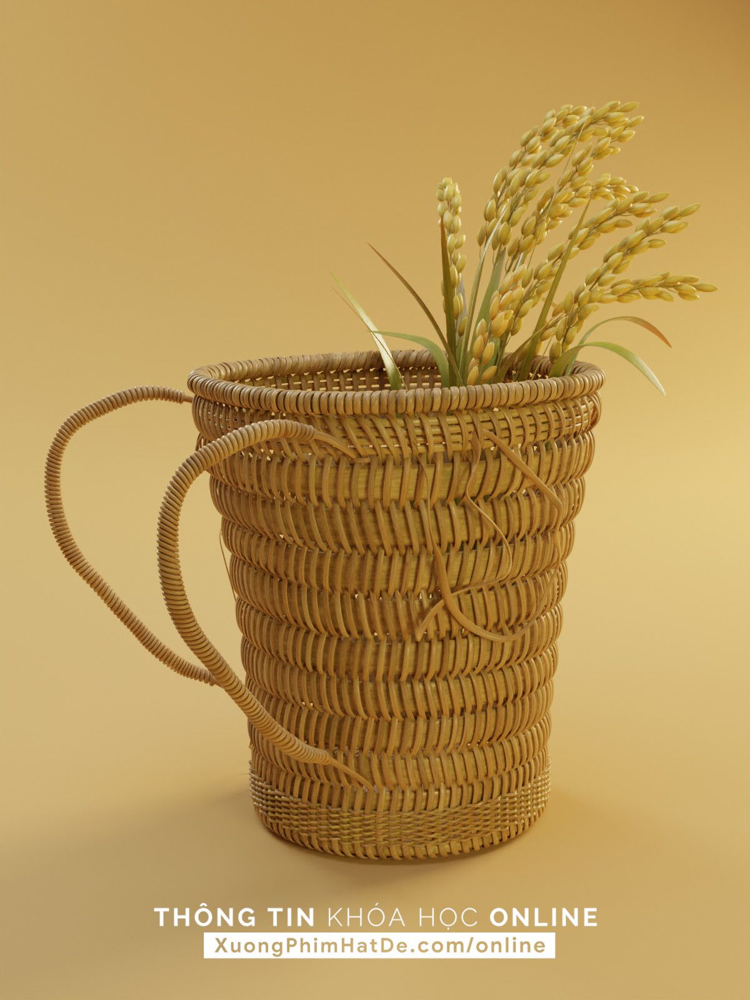 THÔNG TIN KHÓA HỌC ONLINE
XuongPhimHatDe.com/online